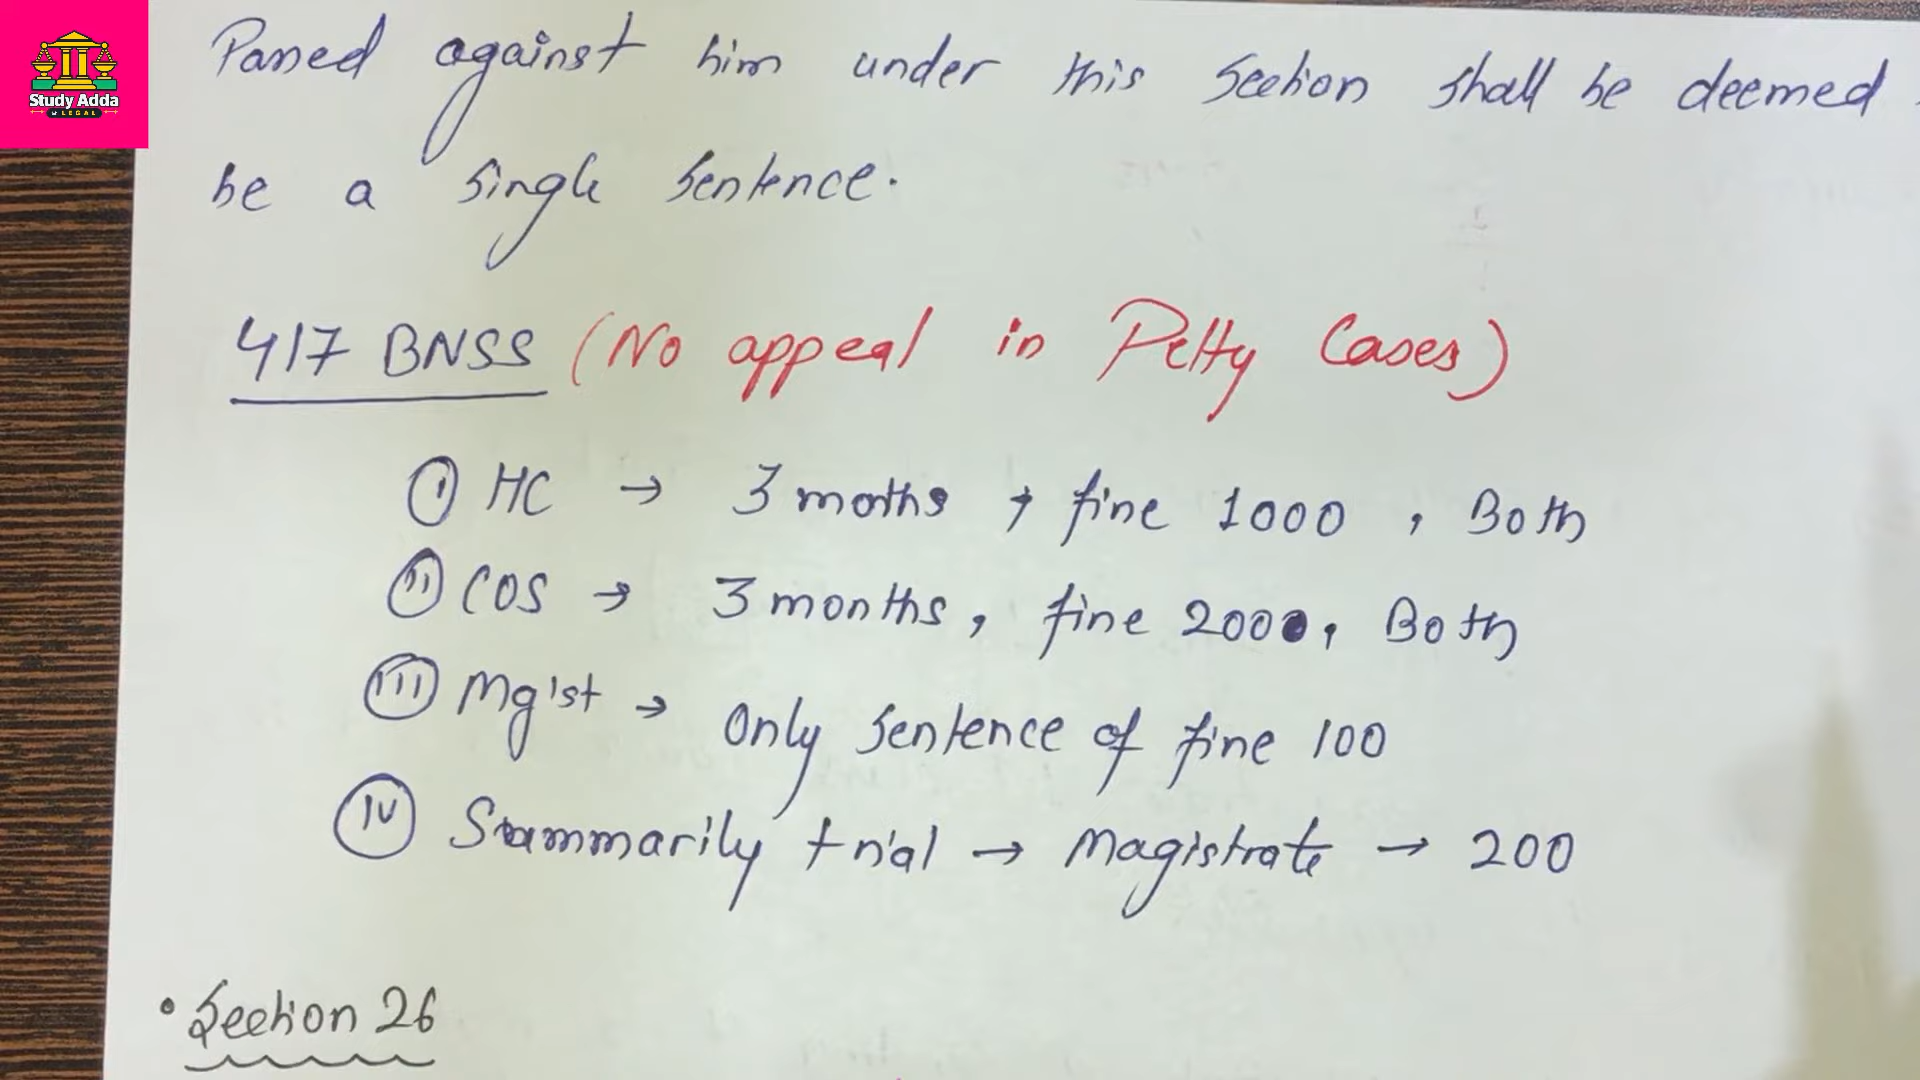 Study Adda
LEGAL
Passed against him under this Section shall be deemed
be a single sentence.
417 BNSS (No appeal in Petty Cases)
(i) HC → 3 moths, fine 1000, Both
(ii) COS → 3 months, fine 2000, Both
(iii) Mgist → Only sentence of fine 100
(iv) Summarily trial → Magistrate → 200
• Section 26